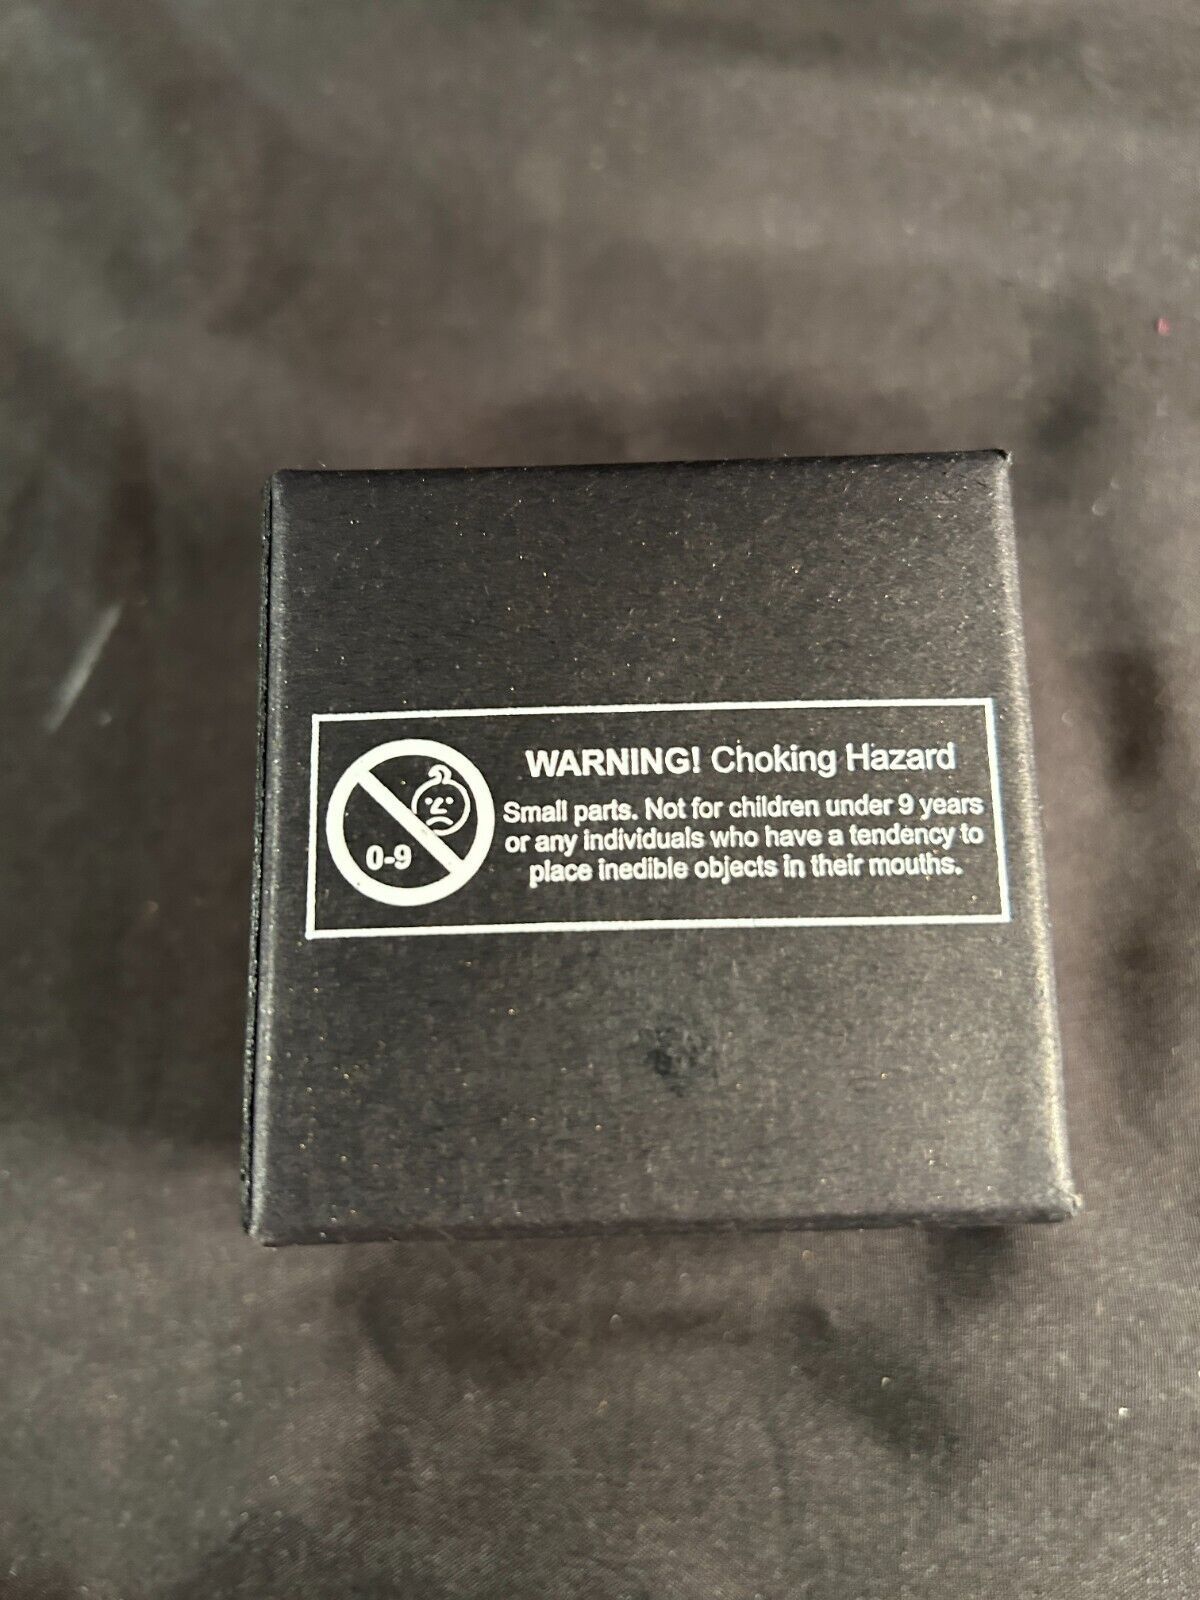 WARNING! Choking Hazard
Small parts. Not for children under 9 years
or any individuals who have a tendency to
place inedible objects in their mouths.
0-9